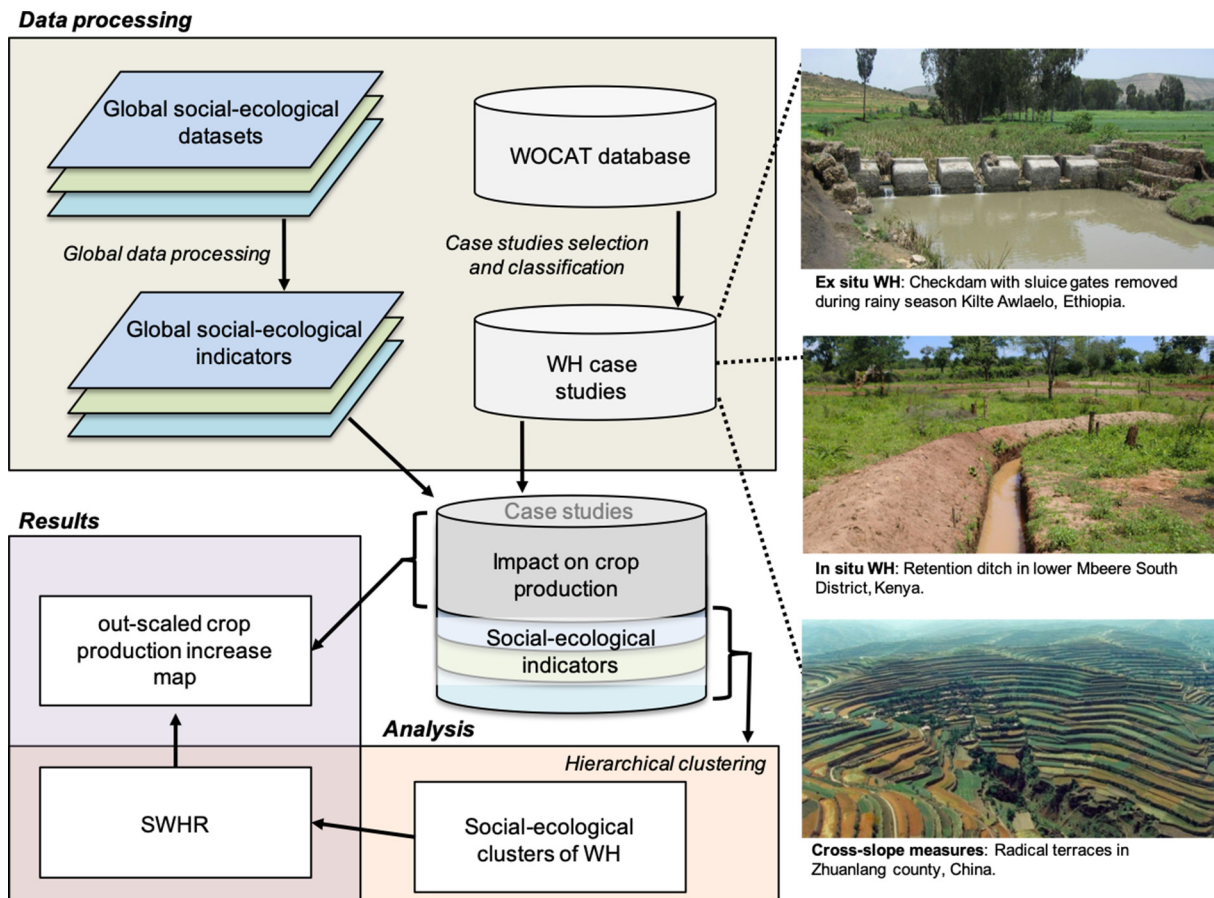 Data processing
Global social-ecological
datasets
WOCAT database
Global data processing
Case studies selection
and classification
Global social-ecological
indicators
WH case
studies
Ex situ WH: Checkdam with sluice gates removed
during rainy season Kilte Awlaelo, Ethiopia.
In situ WH: Retention ditch in lower Mbeere South
District, Kenya.
Cross-slope measures: Radical terraces in
Zhuanlang county, China.
Case studies
Impact on crop
production
Social-ecological
indicators
Results
out-scaled crop
production increase
map
Analysis
Hierarchical clustering
SWHR
Social-ecological
clusters of WH